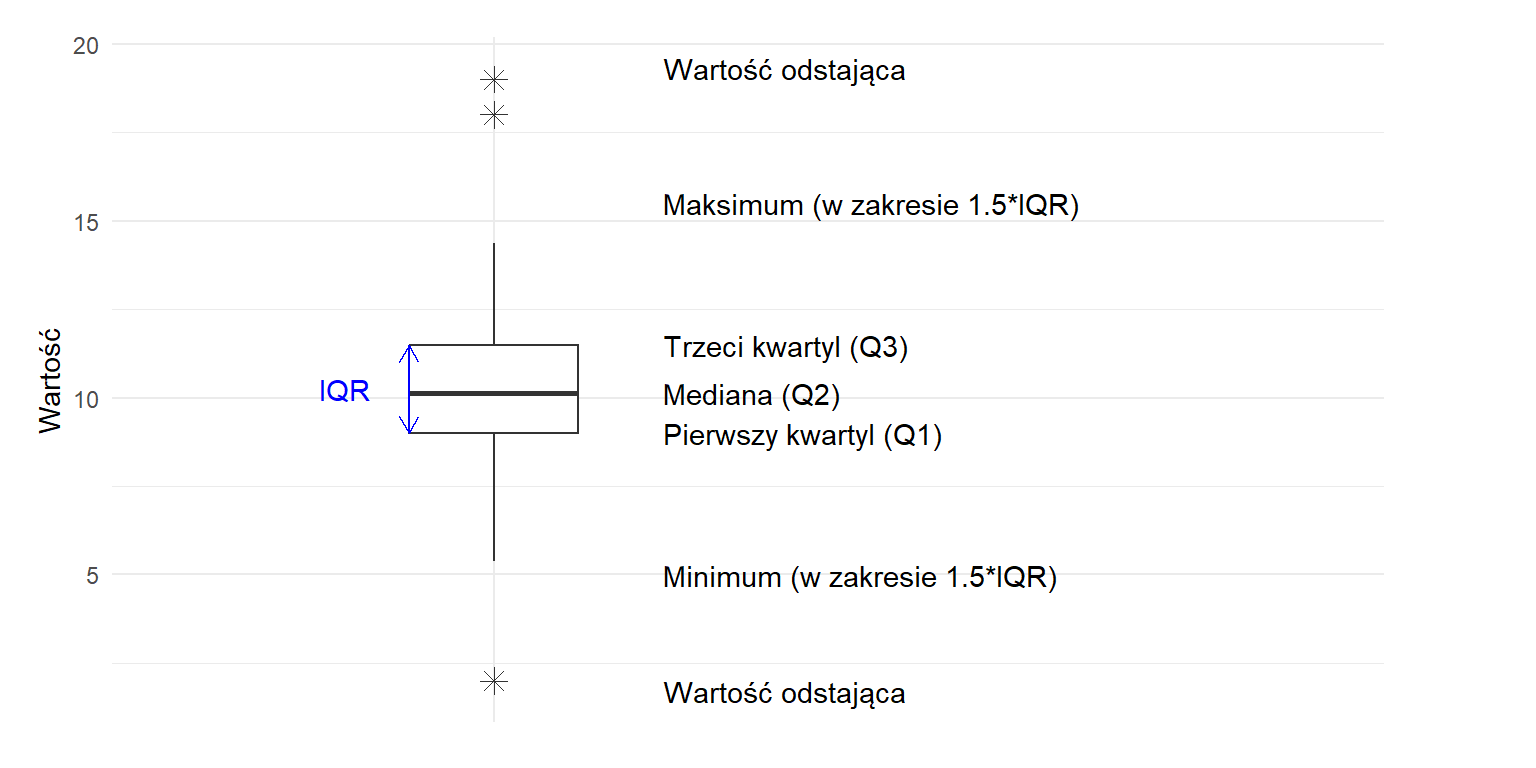 20
Wartość odstająca
Maksimum (w zakresie 1.5*IQR)
15
Trzeci kwartyl (Q3)
Wartość
IQR
Mediana (Q2)
10
Pierwszy kwartyl (Q1)
5
Minimum (w zakresie 1.5*IQR)
Wartość odstająca